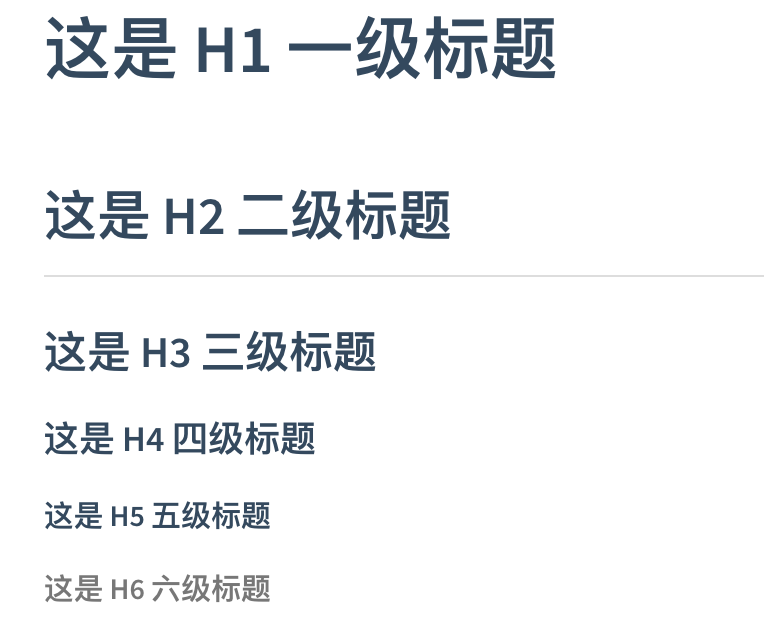 这是 H1 一级标题
这是 H2 二级标题
这是 H3 三级标题
这是 H4 四级标题
这是 H5 五级标题
这是 H6 六级标题